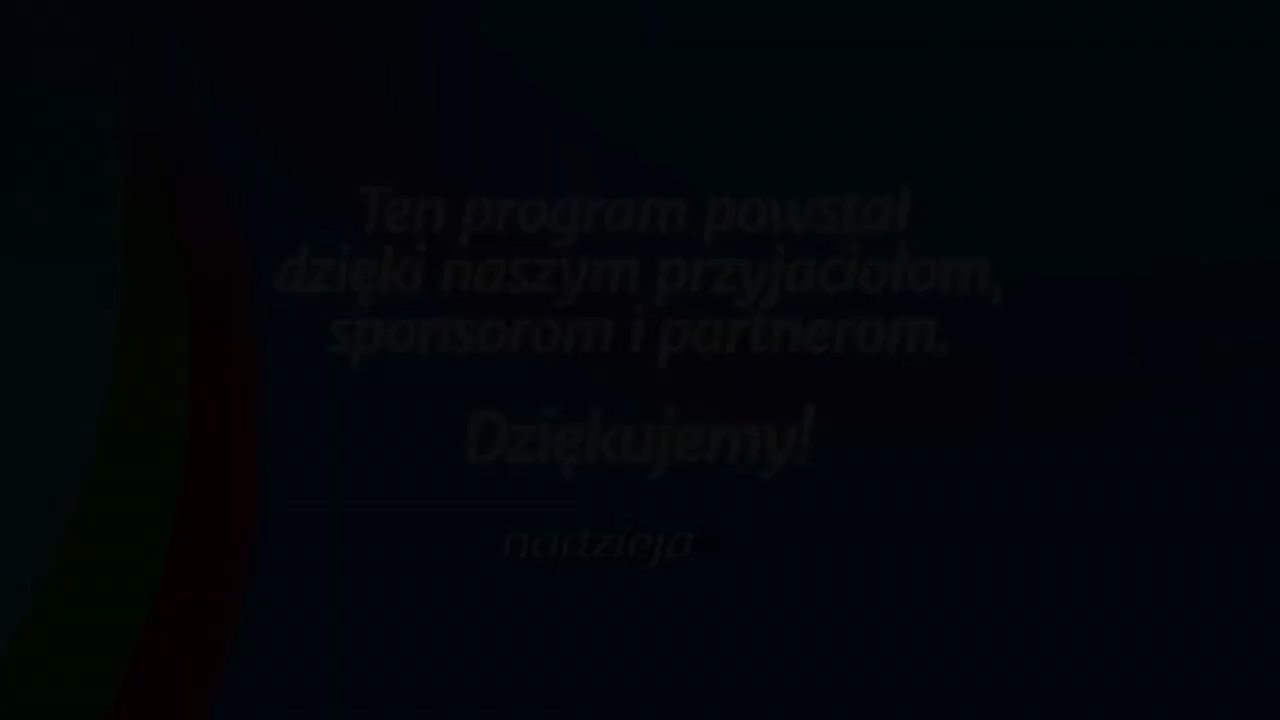 Ten program powstał
dzięki naszym przyjaciołom,
sponsorom i partnerom.
Dziękujemy!
nadzieja